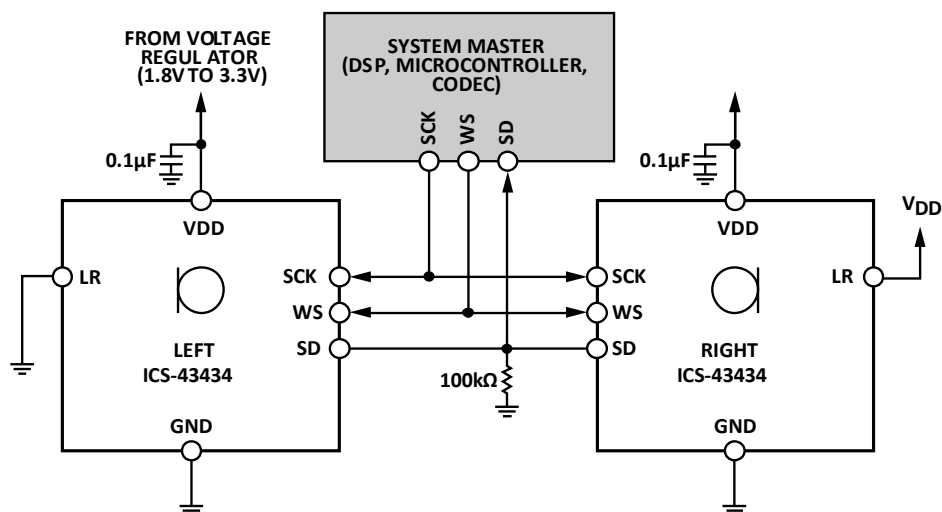 FROM VOLTAGE
REGULATOR
(1.8V TO 3.3V)
SYSTEM MASTER
(DSP, MICROCONTROLLER,
CODEC)
SCK
WS
SD
0.1µF
0.1µF
VDD
VDD
VDD
LR
SCK
SCK
LR
WS
WS
SD
SD
LEFT
ICS-43434
RIGHT
ICS-43434
100kΩ
GND
GND